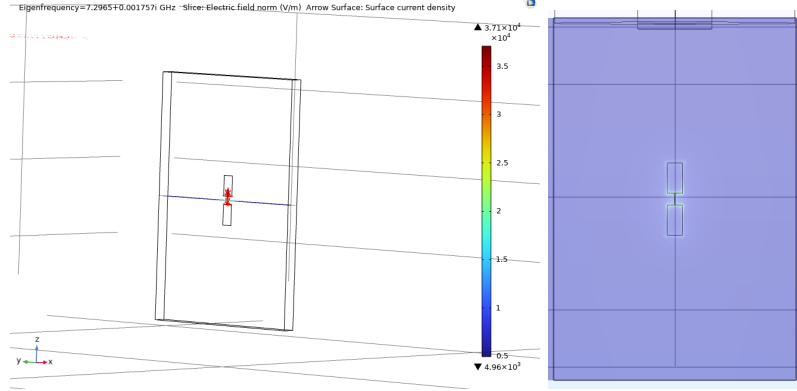 Eigenfrequency=7.2965+0.001757i GHz Slice: Electric field norm (V/m) Arrow Surface: Surface current density
▲ 3.71×10⁴
×10⁴
3.5
3
2.5
2
1.5
1
0.5
▼ 4.96×10³
z
y
x